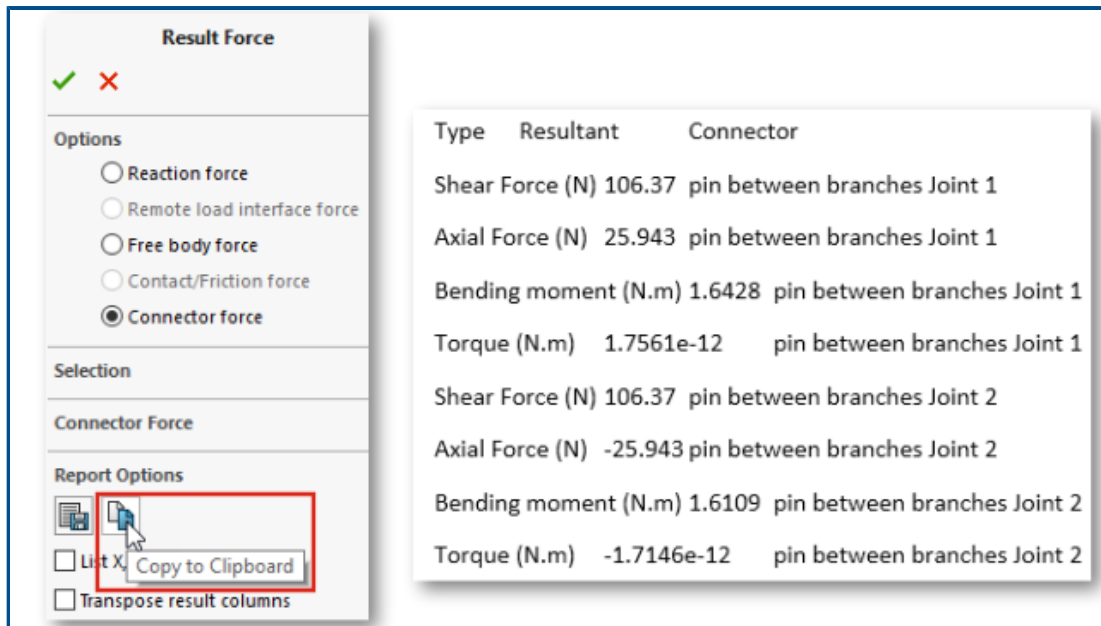 Result Force
Options
Reaction force
Remote load interface force
Free body force
Contact/Friction force
Connector force
Selection
Connector Force
Report Options
List X,
Copy to Clipboard
Transpose result columns
Type Resultant Connector
Shear Force (N) 106.37 pin between branches Joint 1
Axial Force (N) 25.943 pin between branches Joint 1
Bending moment (N.m) 1.6428 pin between branches Joint 1
Torque (N.m) 1.7561e-12 pin between branches Joint 1
Shear Force (N) 106.37 pin between branches Joint 2
Axial Force (N) -25.943 pin between branches Joint 2
Bending moment (N.m) 1.6109 pin between branches Joint 2
Torque (N.m) -1.7146e-12 pin between branches Joint 2